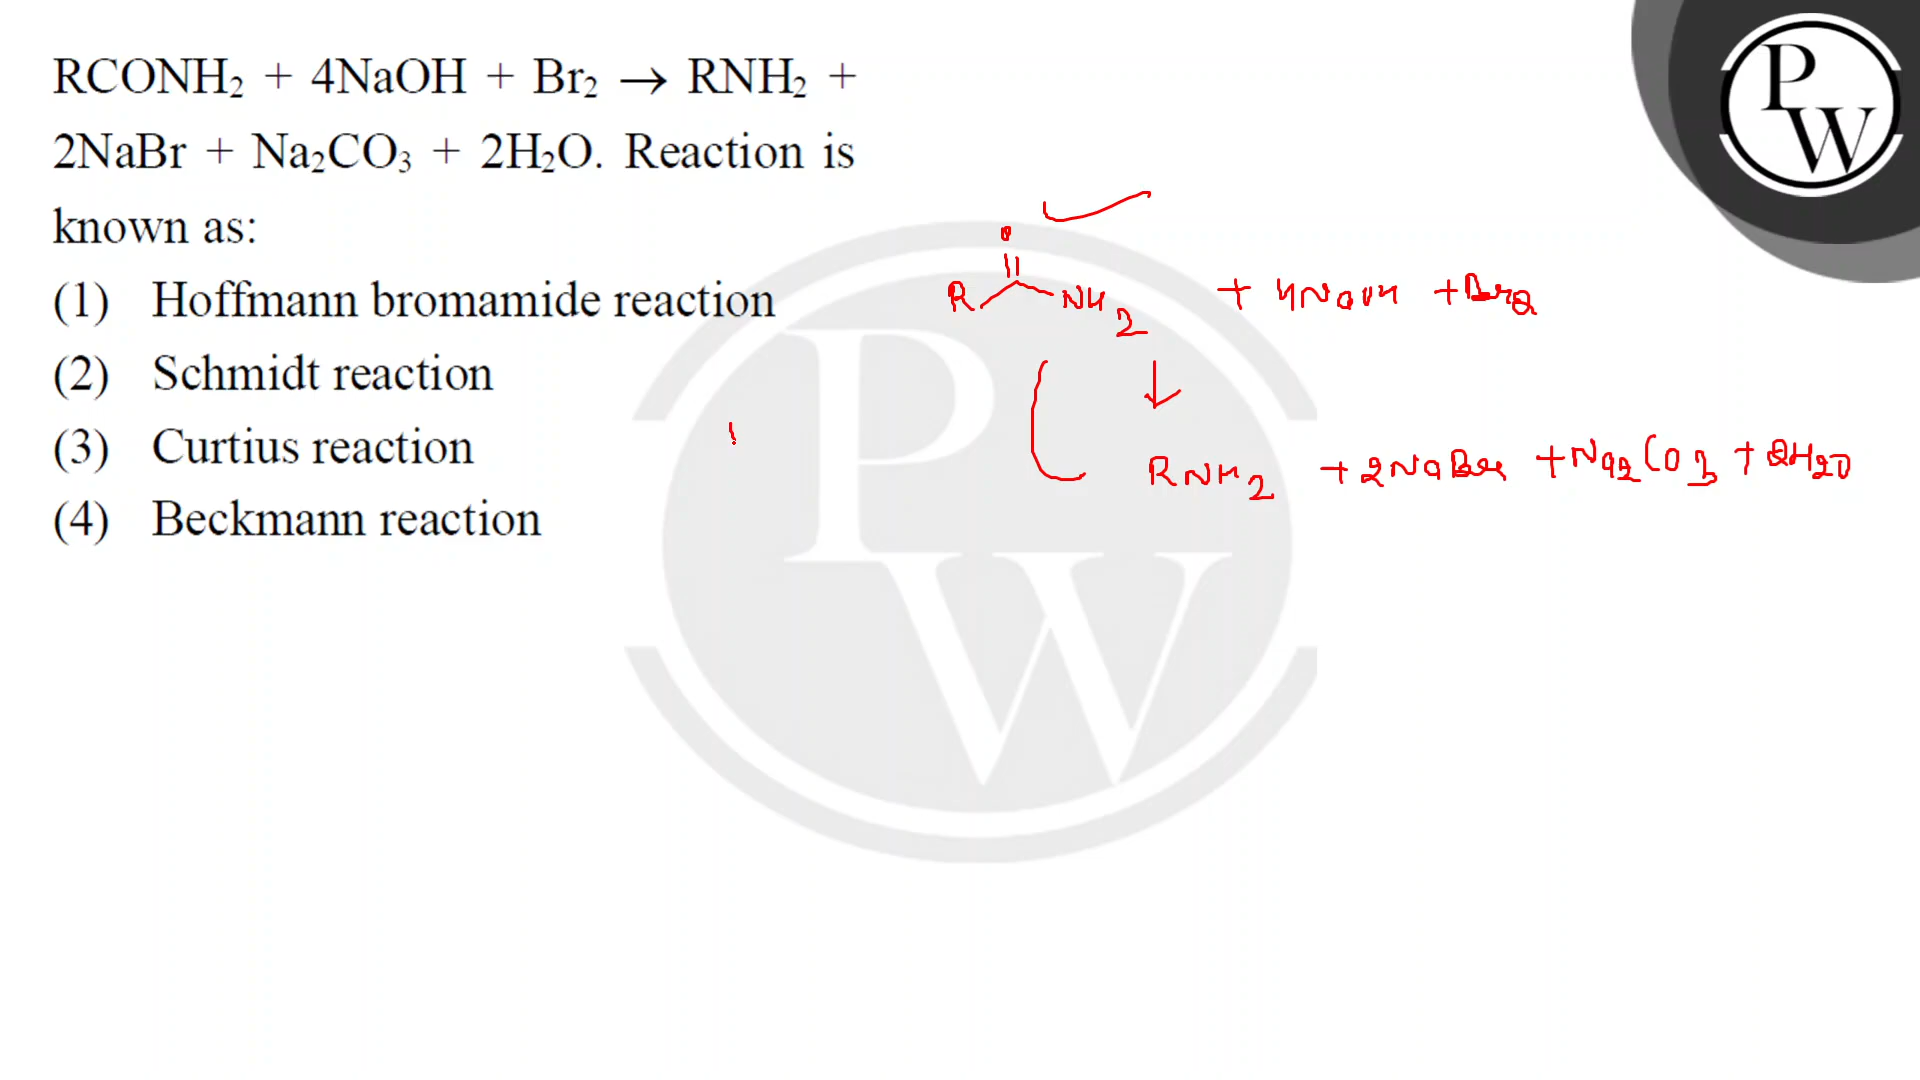 RCONH₂ + 4NaOH + Br₂ → RNH₂ +
2NaBr + Na₂CO₃ + 2H₂O. Reaction is
known as:
(1) Hoffmann bromamide reaction
(2) Schmidt reaction
(3) Curtius reaction
(4) Beckmann reaction
O
R NH₂ + 4NaOH + Br₂
RNH₂ + 2NaBr + Na₂CO₃ + 2H₂O
P
W
P
W